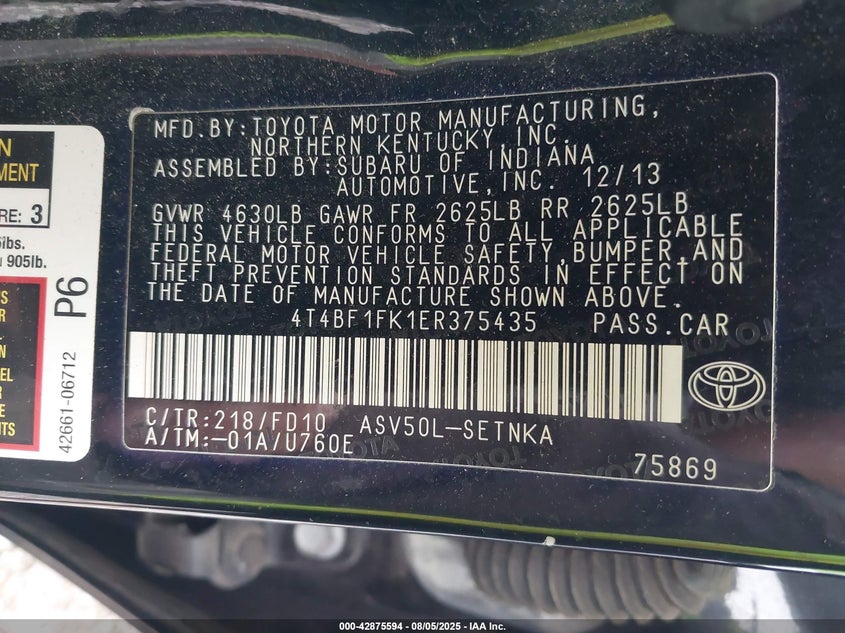 MFD.BY:TOYOTA MOTOR MANUFACTURING,
NORTHERN KENTUCKY,INC.
ASSEMBLED BY:SUBARU OF INDIANA
AUTOMOTIVE,INC. 12/13
GVWR 4630LB GAWR FR 2625LB RR 2625LB
THIS VEHICLE CONFORMS TO ALL APPLICABLE
FEDERAL MOTOR VEHICLE SAFETY,BUMPER,AND
THEFT PREVENTION STANDARDS IN EFFECT ON
THE DATE OF MANUFACTURE SHOWN ABOVE.
4T4BF1FK1ER375435 PASS.CAR
C/TR:218/FD10 ASV50L-SETNKA
A/TM:-01A/U760E
75869
MENT
RE: 3
lbs.
905lb.
P6
42661-06712
000-42875594 - 08/05/2025 - IAA Inc.